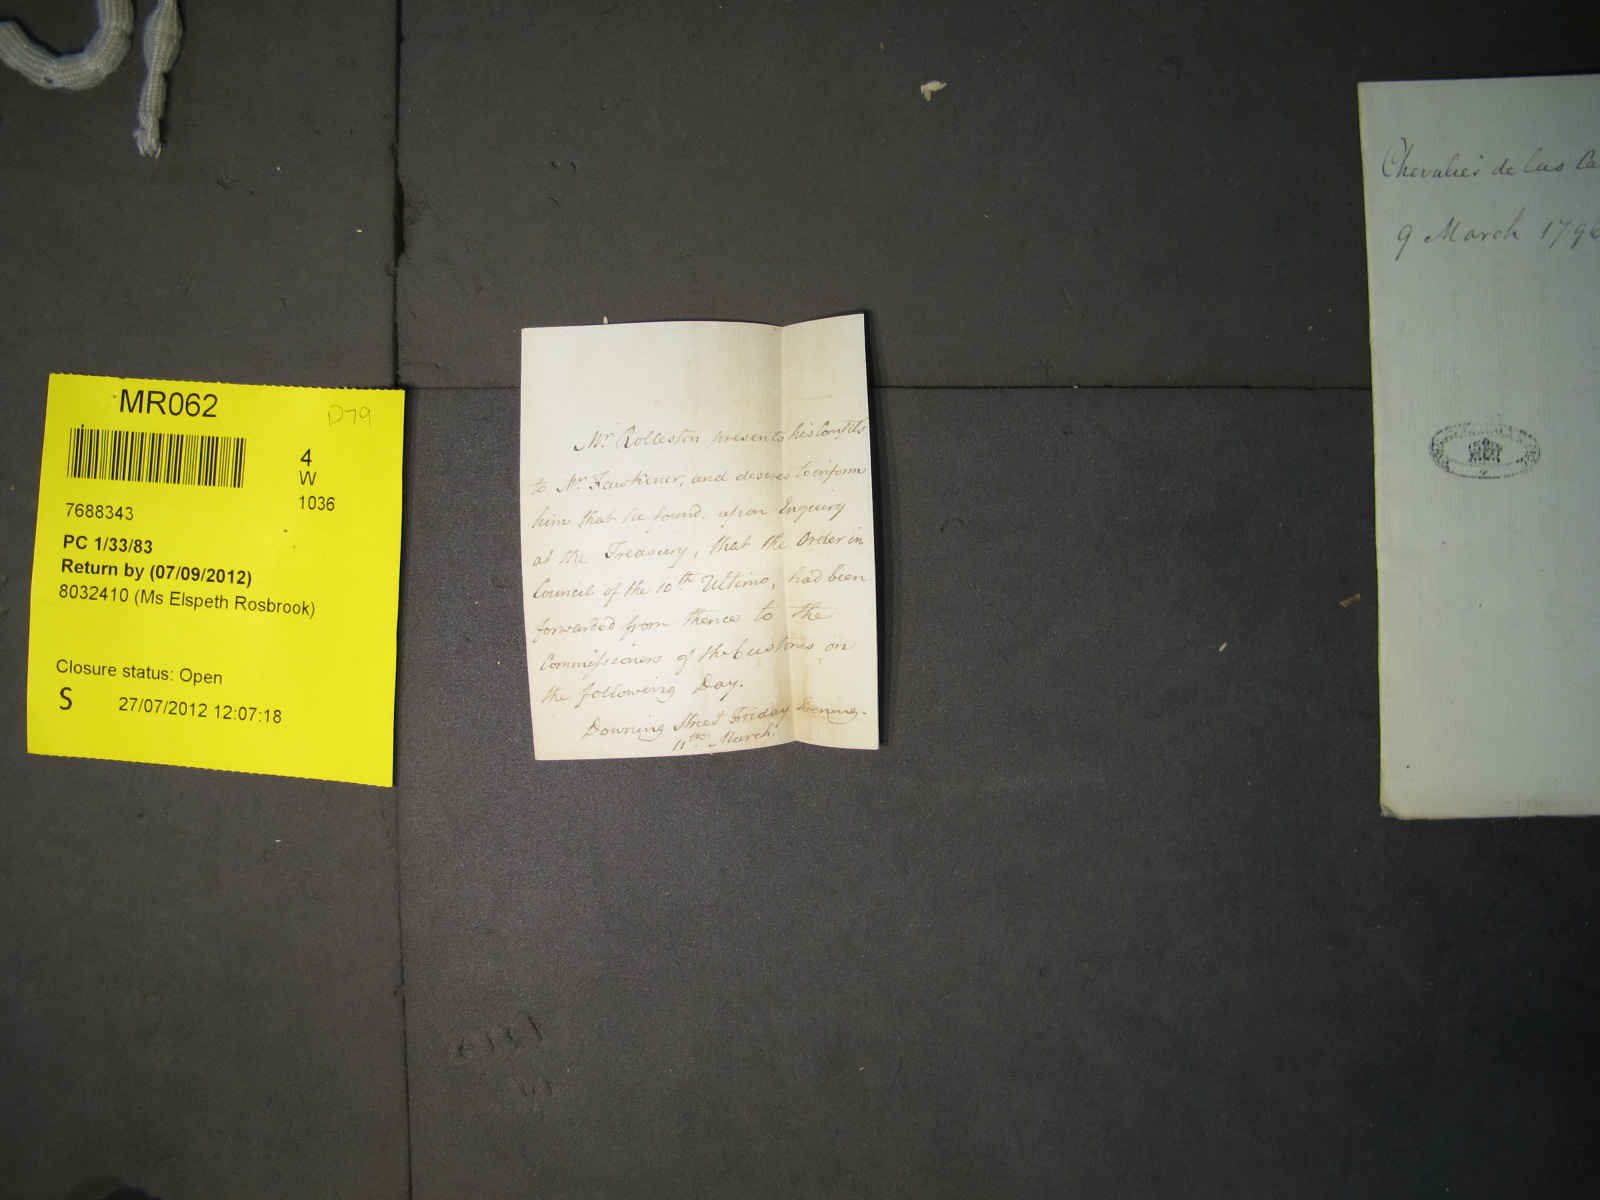 MR062
D79
4
W
1036
7688343
PC 1/33/83
Return by (07/09/2012)
8032410 (Ms Elspeth Rosbrook)
Closure status: Open
S
27/07/2012 12:07:18
Mr. Rolleston presents his Compts
to Mr. Fawkener, and desires to inform
him that he found, upon Enquiry
at the Treasury, that the Order in
Council of the 10th Ultimo, had been
forwarded from thence to the
Commissioners of the Customs on
the following Day.
Downing Street Friday Evening.
11th March.
Chevalier de las Ca
9 March 1796